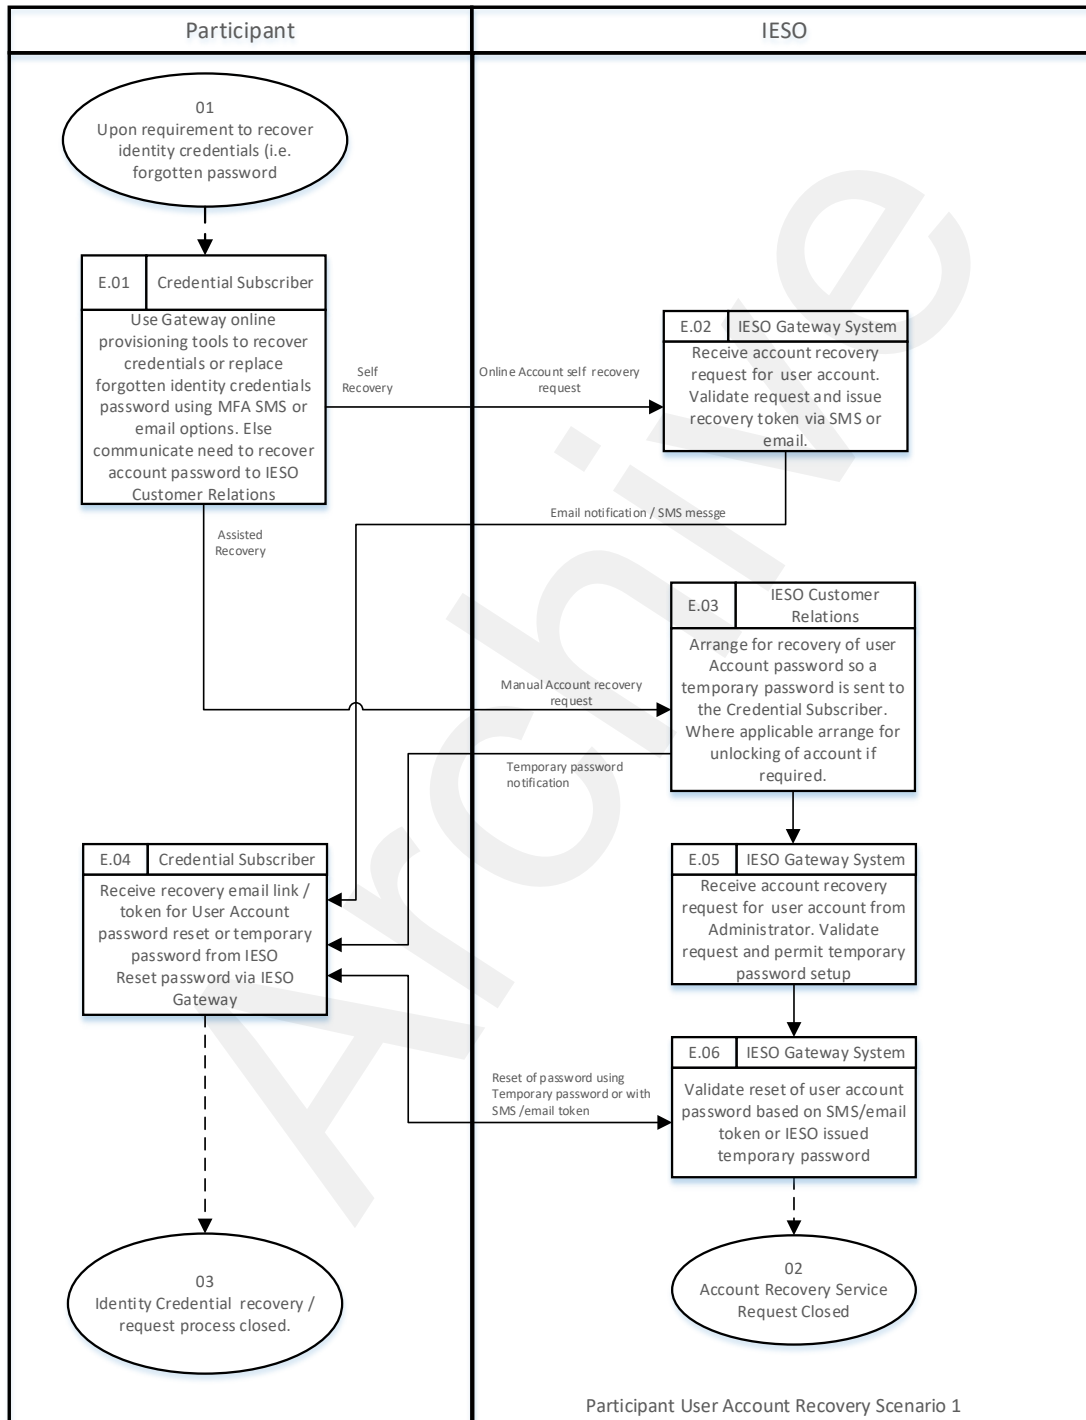 Participant
IESO
01
Upon requirement to recover
identity credentials (i.e.
forgotten password
E.01
Credential Subscriber
Use Gateway online
provisioning tools to recover
credentials or replace
forgotten identity credentials
password using MFA SMS or
email options. Else
communicate need to recover
account password to IESO
Customer Relations
Self
Recovery
Online Account self recovery
request
E.02
IESO Gateway System
Receive account recovery
request for user account.
Validate request and issue
recovery token via SMS or
email.
Email notification / SMS messge
Assisted
Recovery
E.03
IESO Customer
Relations
Arrange for recovery of user
Account password so a
temporary password is sent to
the Credential Subscriber.
Where applicable arrange for
unlocking of account if
required.
Manual Account recovery
request
Temporary password
notification
E.04
Credential Subscriber
Receive recovery email link /
token for User Account
password reset or temporary
password from IESO
Reset password via IESO
Gateway
E.05
IESO Gateway System
Receive account recovery
request for user account from
Administrator. Validate
request and permit temporary
password setup
E.06
IESO Gateway System
Validate reset of user account
password based on SMS/email
token or IESO issued
temporary password
Reset of password using
Temporary password or with
SMS /email token
03
Identity Credential recovery /
request process closed.
02
Account Recovery Service
Request Closed
Participant User Account Recovery Scenario 1
Archive